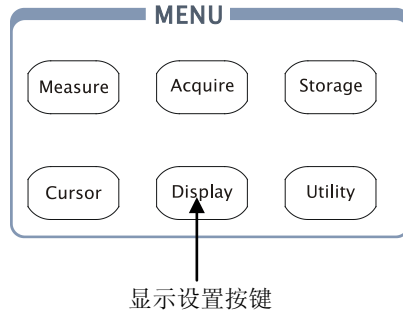 MENU
Measure Acquire Storage
Cursor Display Utility
显示设置按键